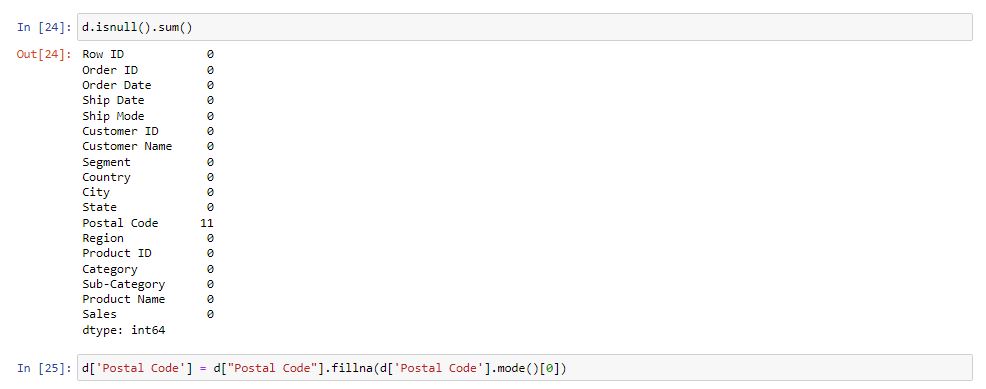 In [24]: d.isnull().sum()
Out[24]: Row ID 0
Order ID 0
Order Date 0
Ship Date 0
Ship Mode 0
Customer ID 0
Customer Name 0
Segment 0
Country 0
City 0
State 0
Postal Code 11
Region 0
Product ID 0
Category 0
Sub-Category 0
Product Name 0
Sales 0
dtype: int64
In [25]: d['Postal Code'] = d["Postal Code"].fillna(d['Postal Code'].mode()[0])